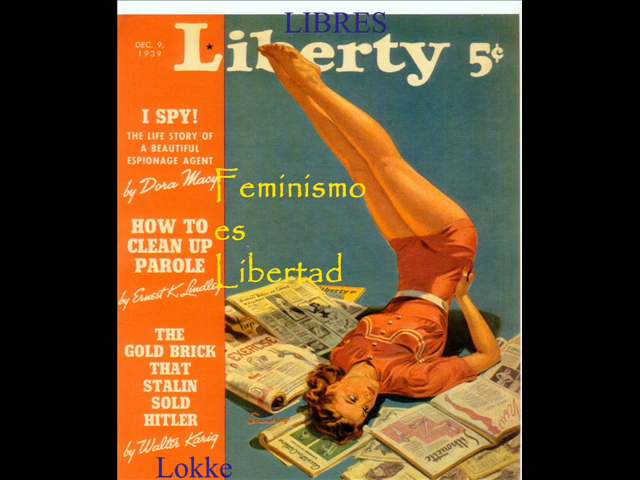 LIBRES
DEC. 9,
1939
Liberty 5¢
I SPY!
THE LIFE STORY OF
A BEAUTIFUL
ESPIONAGE AGENT
by Dora Macy
Feminismo
es
Libertad
HOW TO
CLEAN UP
PAROLE
by Ernest K. Lindley
THE
GOLD BRICK
THAT
STALIN
SOLD
HITLER
by Walter Karig
EXERCISE
Silhouette
Lokke